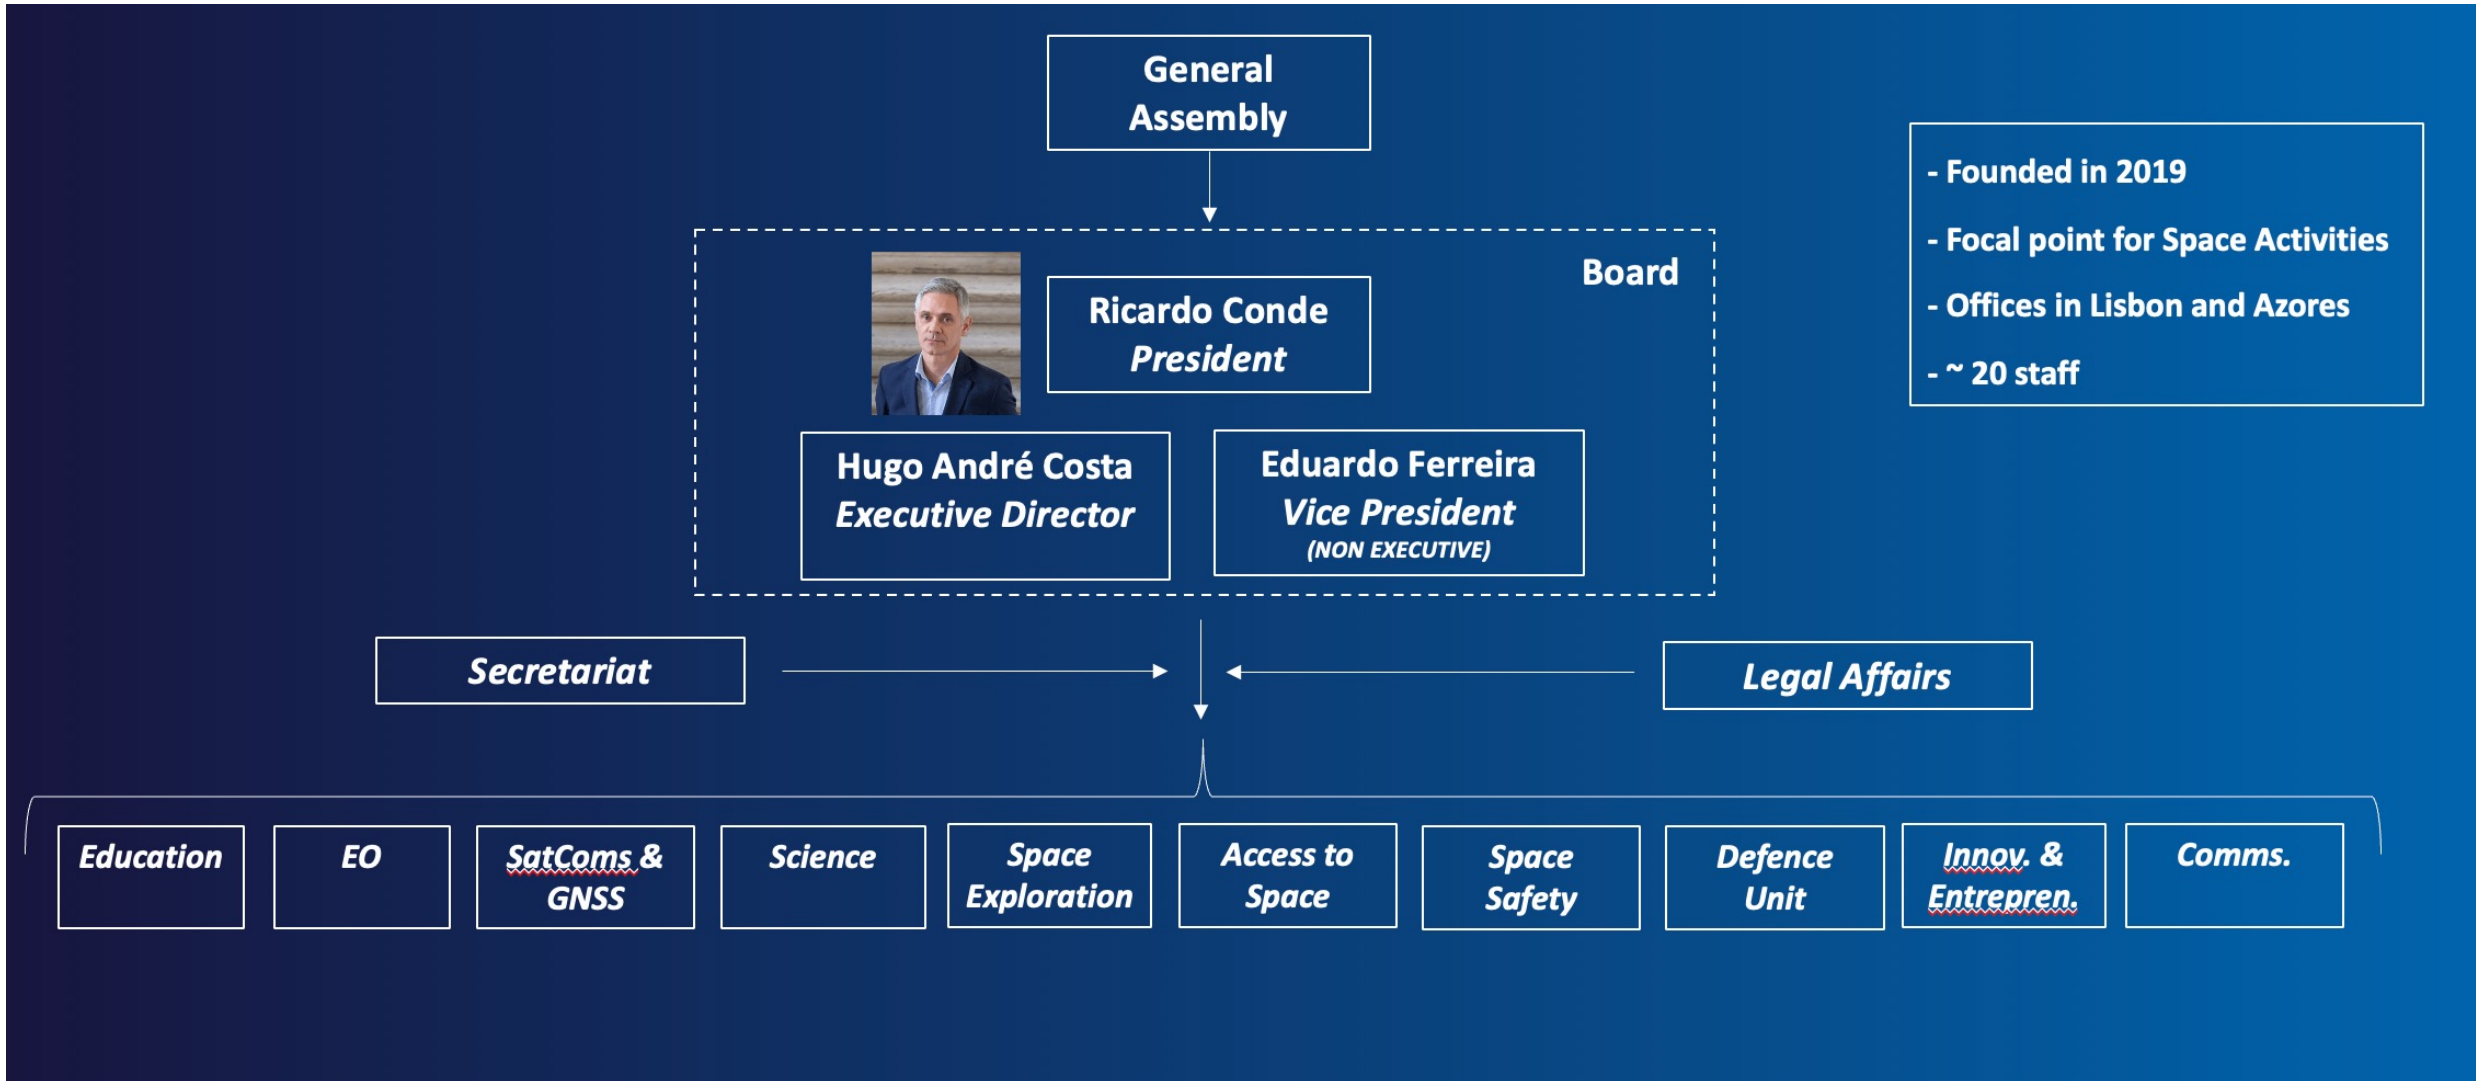 General
Assembly
- Founded in 2019
- Focal point for Space Activities
- Offices in Lisbon and Azores
- ~ 20 staff
Board
Ricardo Conde
President
Hugo André Costa
Executive Director
Eduardo Ferreira
Vice President
(NON EXECUTIVE)
Secretariat
Legal Affairs
Education
EO
SatComs &
GNSS
Science
Space
Exploration
Access to
Space
Space
Safety
Defence
Unit
Innov. &
Entrepren.
Comms.